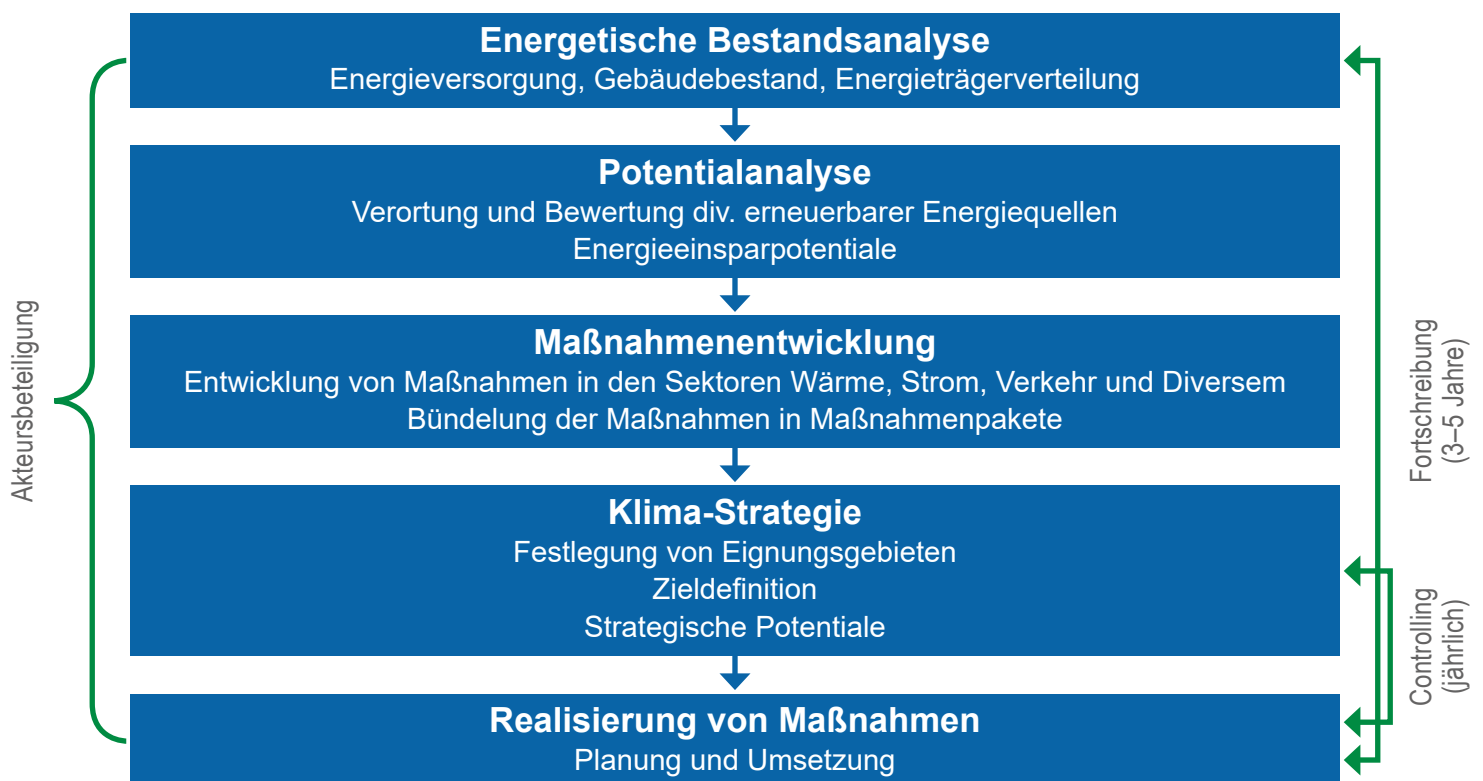 Energetische Bestandsanalyse
Energieversorgung, Gebäudebestand, Energieträgerverteilung
Potentialanalyse
Verortung und Bewertung div. erneuerbarer Energiequellen
Energieeinsparpotentiale
Maßnahmenentwicklung
Entwicklung von Maßnahmen in den Sektoren Wärme, Strom, Verkehr und Diversem
Bündelung der Maßnahmen in Maßnahmenpakete
Klima-Strategie
Festlegung von Eignungsgebieten
Zieldefinition
Strategische Potentiale
Realisierung von Maßnahmen
Planung und Umsetzung
Akteursbeteiligung
Fortschreibung
(3–5 Jahre)
Controlling
(jährlich)